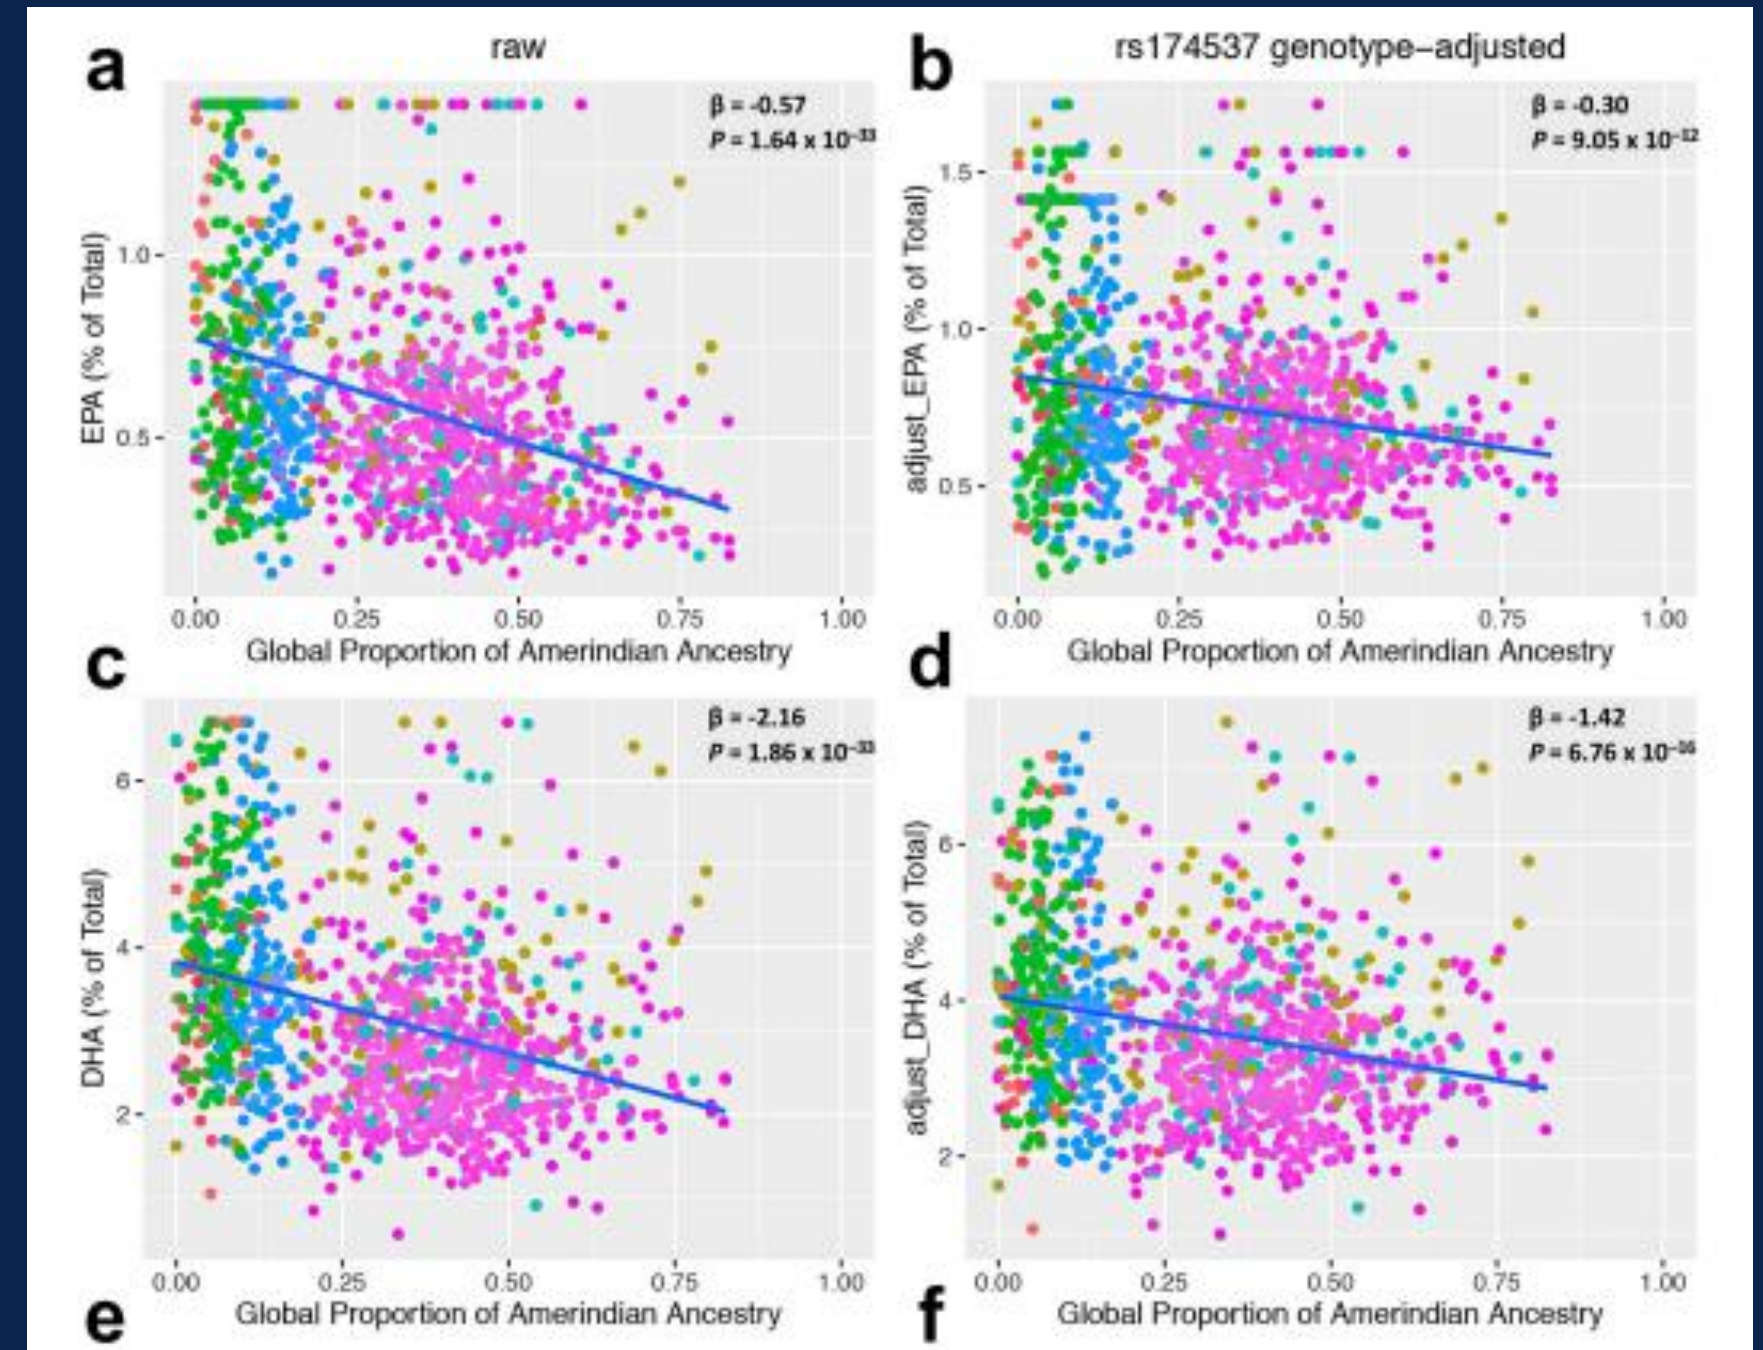 a
raw
β = -0.57
P = 1.64 x 10⁻³³
EPA (% of Total)
1.0
0.5
0.00 0.25 0.50 0.75 1.00
Global Proportion of Amerindian Ancestry
b
rs174537 genotype-adjusted
β = -0.30
P = 9.05 x 10⁻¹²
adjust_EPA (% of Total)
1.5
1.0
0.5
0.00 0.25 0.50 0.75 1.00
Global Proportion of Amerindian Ancestry
c
β = -2.16
P = 1.86 x 10⁻³³
DHA (% of Total)
6
4
2
0.00 0.25 0.50 0.75 1.00
Global Proportion of Amerindian Ancestry
d
β = -1.42
P = 6.76 x 10⁻¹⁶
adjust_DHA (% of Total)
6
4
2
0.00 0.25 0.50 0.75 1.00
Global Proportion of Amerindian Ancestry
e
f